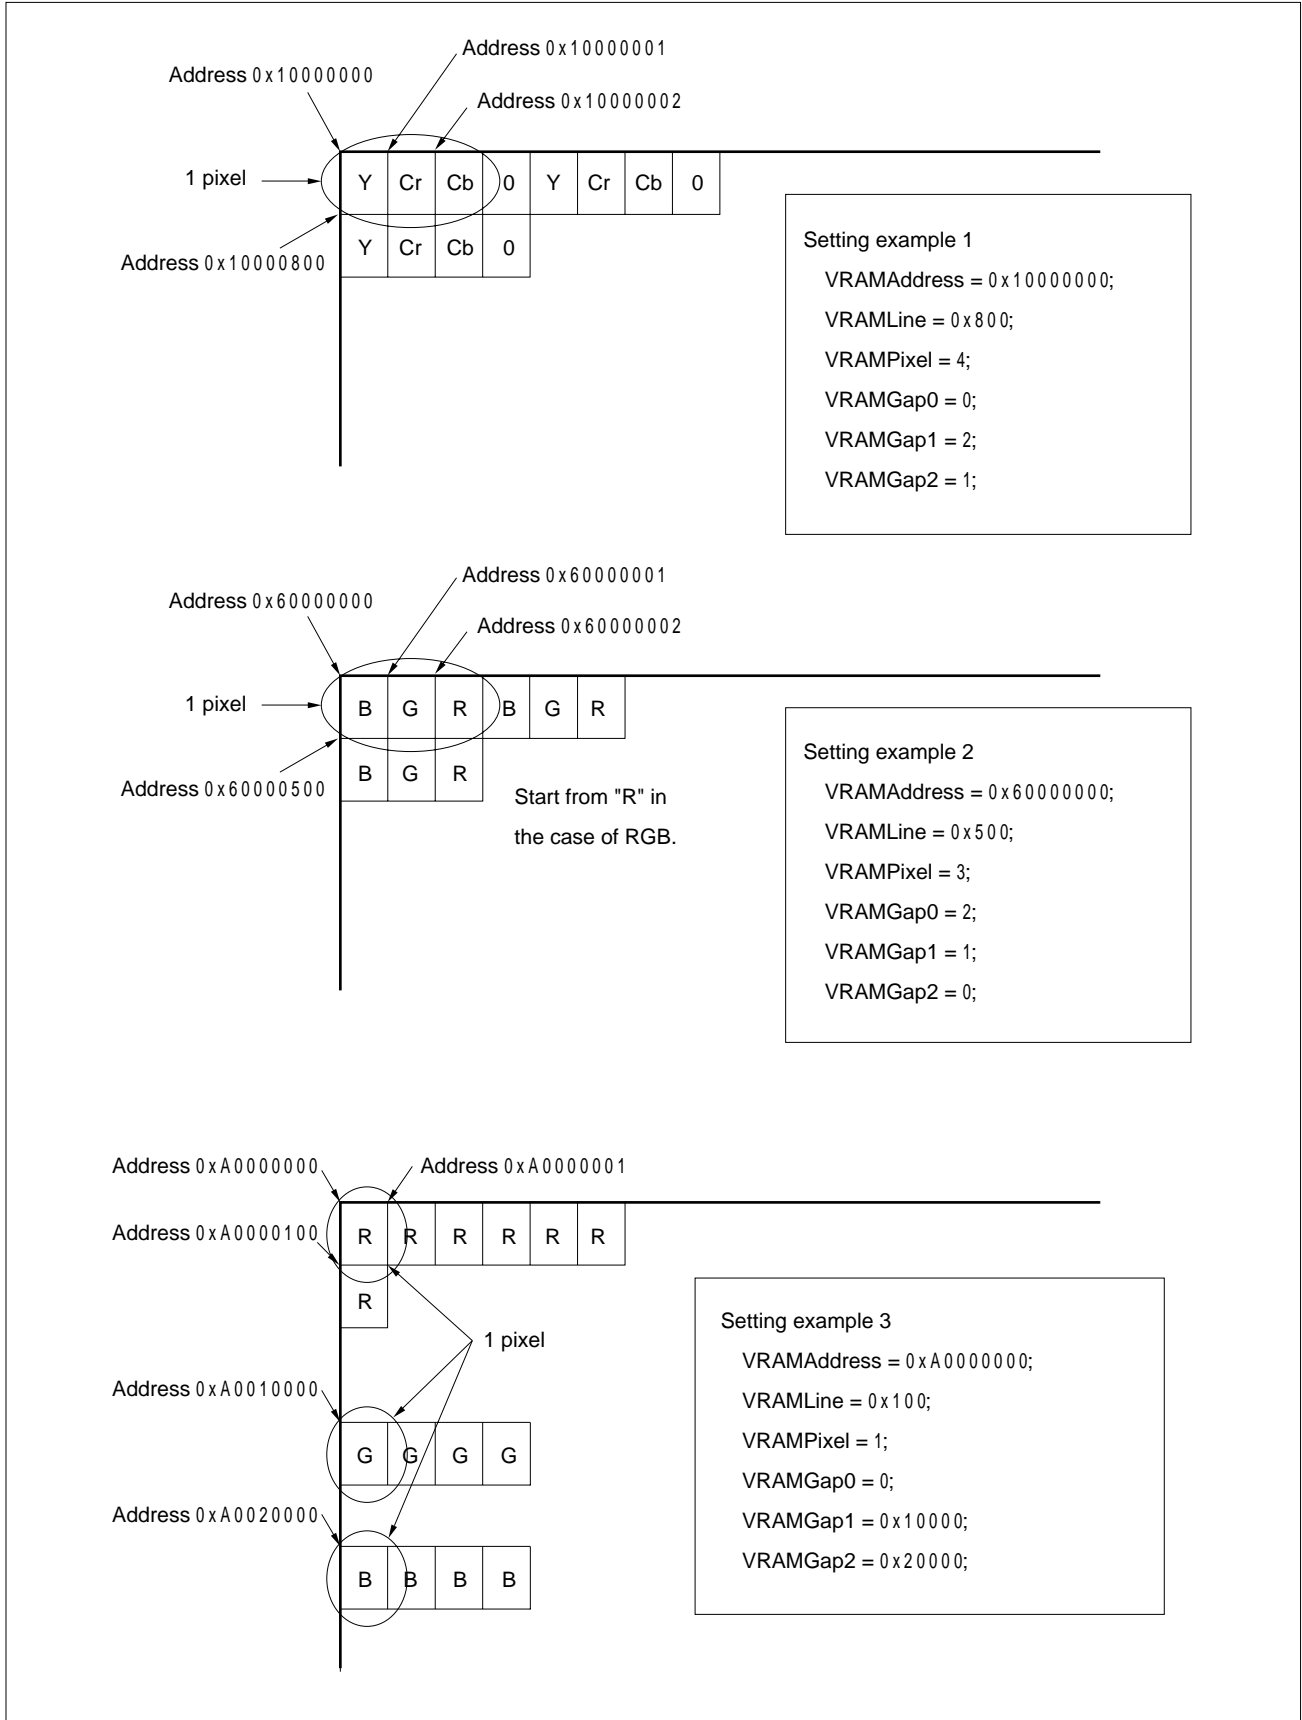 Address 0x10000001
Address 0x10000000
Address 0x10000002
1 pixel
Y Cr Cb 0 Y Cr Cb 0
Y Cr Cb 0
Address 0x10000800
Setting example 1
VRAMAddress = 0x10000000;
VRAMLine = 0x800;
VRAMPixel = 4;
VRAMGap0 = 0;
VRAMGap1 = 2;
VRAMGap2 = 1;
Address 0x60000001
Address 0x60000000
Address 0x60000002
1 pixel
B G R B G R
B G R
Address 0x60000500
Start from "R" in
the case of RGB.
Setting example 2
VRAMAddress = 0x60000000;
VRAMLine = 0x500;
VRAMPixel = 3;
VRAMGap0 = 2;
VRAMGap1 = 1;
VRAMGap2 = 0;
Address 0xA0000000
Address 0xA0000001
Address 0xA0000100
R R R R R R
R
1 pixel
Address 0xA0010000
G G G G
Address 0xA0020000
B B B B
Setting example 3
VRAMAddress = 0xA0000000;
VRAMLine = 0x100;
VRAMPixel = 1;
VRAMGap0 = 0;
VRAMGap1 = 0x10000;
VRAMGap2 = 0x20000;